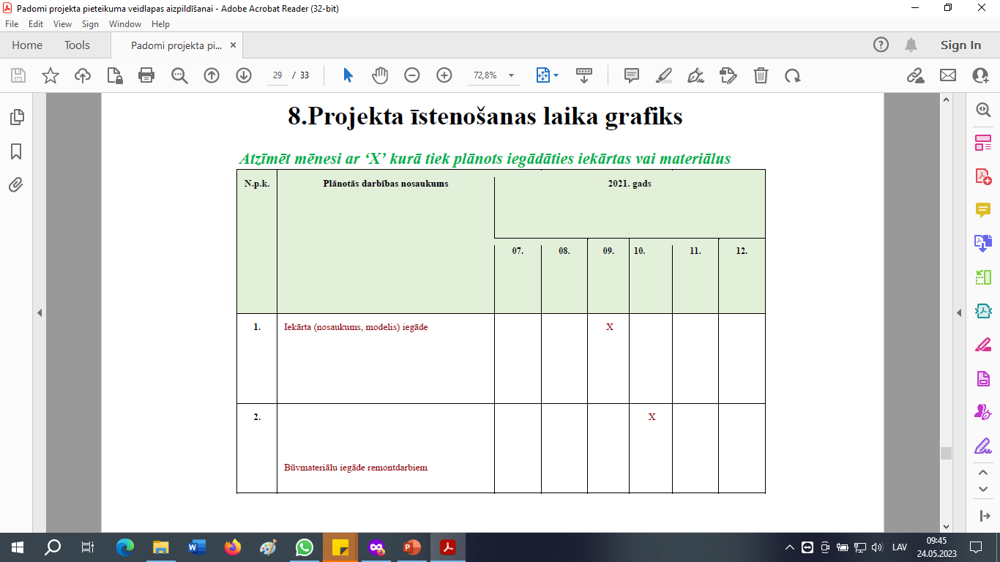 Padomi projekta pieteikuma veidlapas aizpildīšanai - Adobe Acrobat Reader (32-bit)
File Edit View Sign Window Help
Home Tools Padomi projekta pi... × Sign In
29 / 33 72,8%
8.Projekta īstenošanas laika grafiks
Atzīmēt mēnesi ar ‘X’ kurā tiek plānots iegādāties iekārtas vai materiālus
N.p.k. Plānotās darbības nosaukums 2021. gads
07. 08. 09. 10. 11. 12.
1. Iekārta (nosaukums, modelis) iegāde X
2. X
Būvmateriālu iegāde remontdarbiem
LAV 09:45
24.05.2023